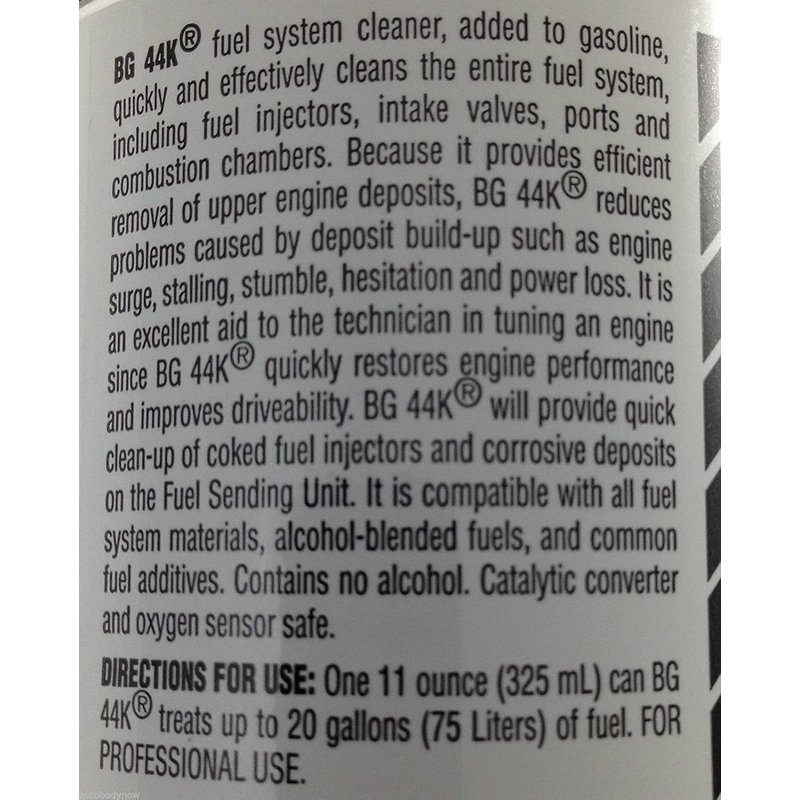 BG 44K® fuel system cleaner, added to gasoline,
quickly and effectively cleans the entire fuel system,
including fuel injectors, intake valves, ports and
combustion chambers. Because it provides efficient
removal of upper engine deposits, BG 44K® reduces
problems caused by deposit build-up such as engine
surge, stalling, stumble, hesitation and power loss. It is
an excellent aid to the technician in tuning an engine
since BG 44K® quickly restores engine performance
and improves driveability. BG 44K® will provide quick
clean-up of coked fuel injectors and corrosive deposits
on the Fuel Sending Unit. It is compatible with all fuel
system materials, alcohol-blended fuels, and common
fuel additives. Contains no alcohol. Catalytic converter
and oxygen sensor safe.
DIRECTIONS FOR USE: One 11 ounce (325 mL) can BG
44K® treats up to 20 gallons (75 Liters) of fuel. FOR
PROFESSIONAL USE.
autobodynow